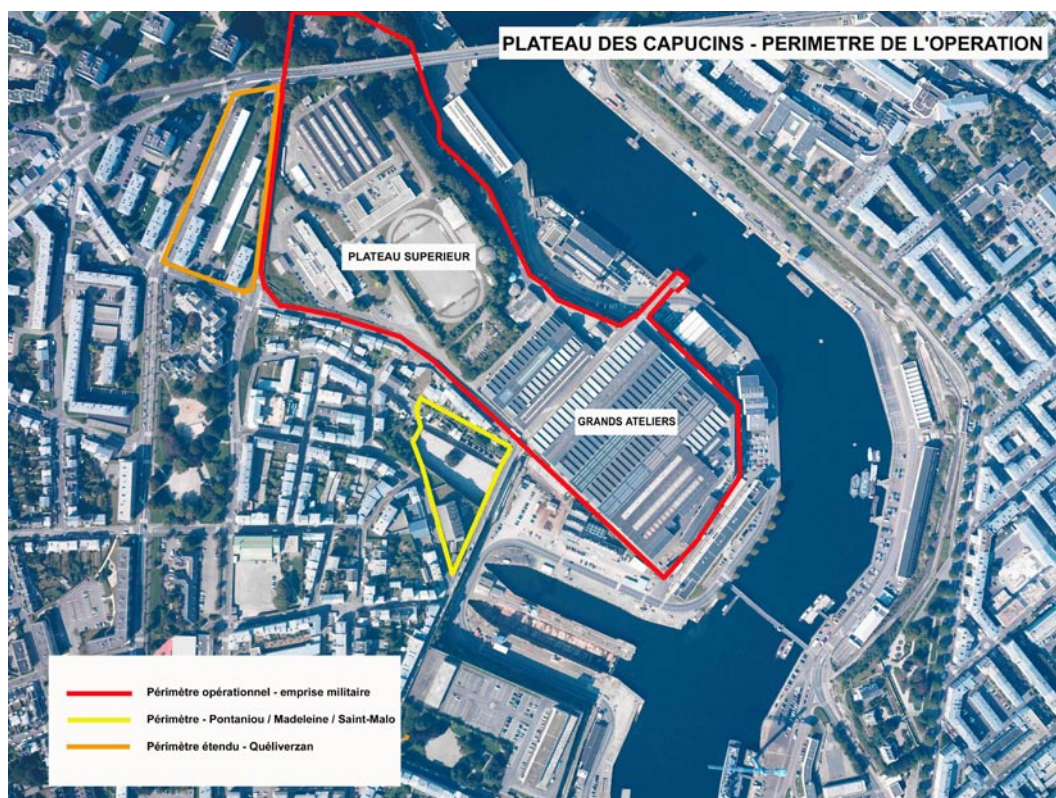 PLATEAU DES CAPUCINS - PERIMETRE DE L'OPERATION
PLATEAU SUPERIEUR
GRANDS ATELIERS
Périmètre opérationnel - emprise militaire
Périmètre - Pontaniou / Madeleine / Saint-Malo
Périmètre étendu - Quéliverzan